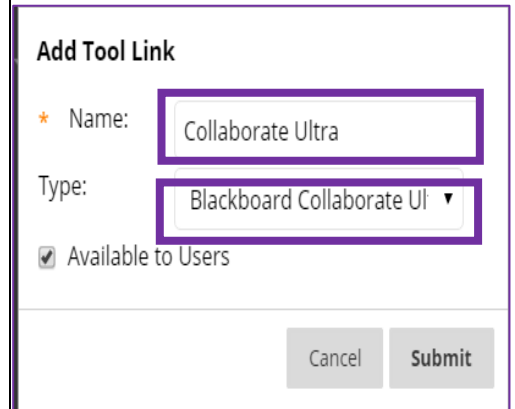 Add Tool Link
* Name: Collaborate Ultra
Type: Blackboard Collaborate Ul
Available to Users
Cancel Submit